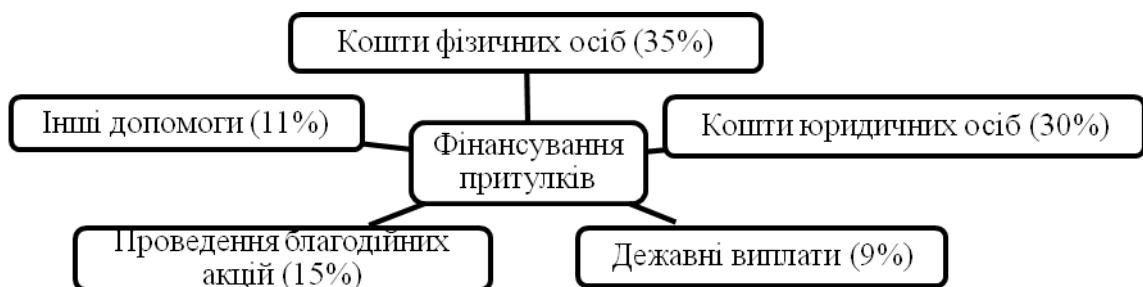 Кошти фізичних осіб (35%)
Інші допомоги (11%)
Кошти юридичних осіб (30%)
Фінансування
притулків
Проведення благодійних
акцій (15%)
Дежавні виплати (9%)